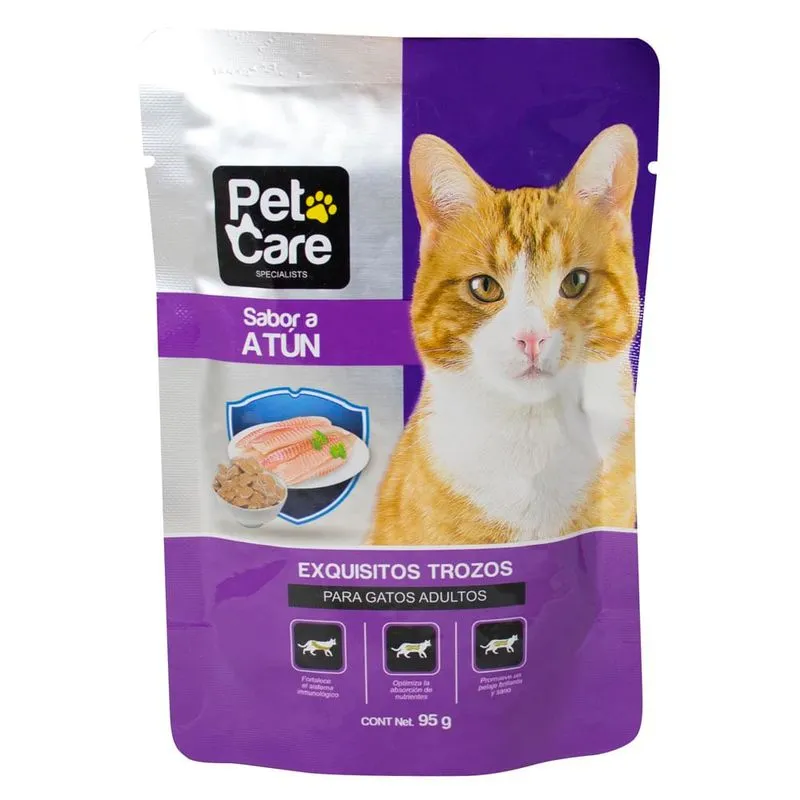 Pet
Care
SPECIALISTS
Sabor a
ATÚN
EXQUISITOS TROZOS
PARA GATOS ADULTOS
Fortalece
el sistema
inmunológico
Optimiza la
absorción de
nutrientes
Promueve un
pelaje brillante
y sano
CONT Net. 95 g